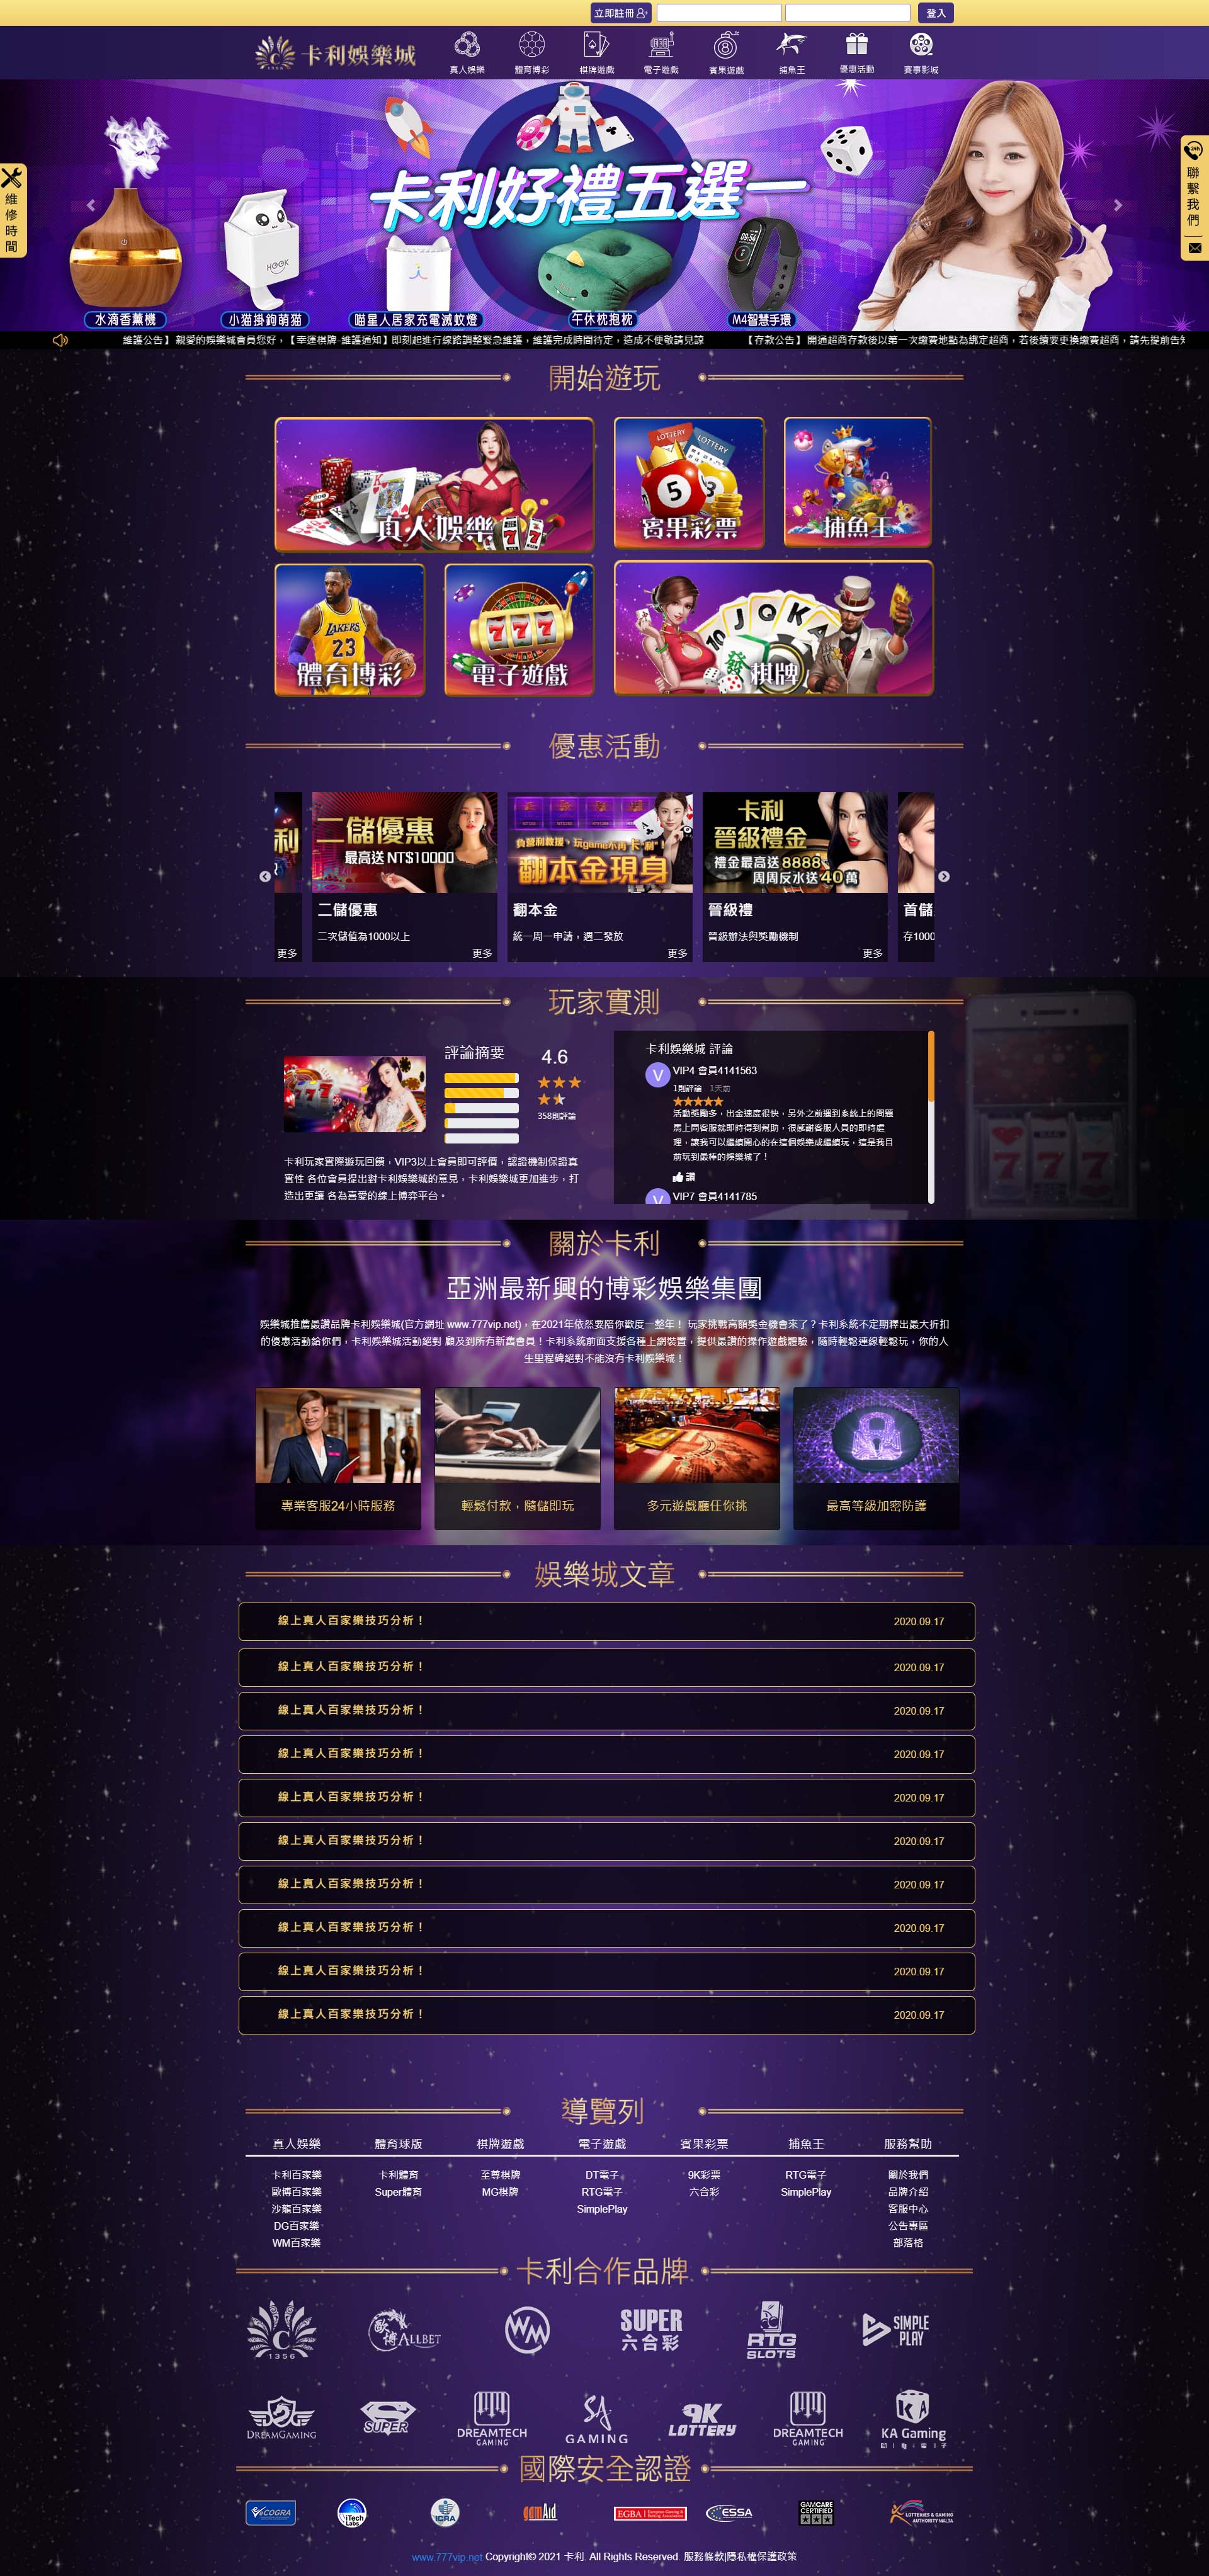 立即註冊
登入
卡利娛樂城
真人娛樂
體育博彩
棋牌遊戲
電子遊戲
賓果遊戲
捕魚王
優惠活動
賽事影城
維修時間
聯繫我們
卡利好禮五選一
HOOK
水滴香薰機
小猫掛鉤萌猫
喵星人居家充電滅蚊燈
午休枕抱枕
M4智慧手環
維護公告】 親愛的娛樂城會員您好，【幸運棋牌-維護通知】即刻起進行線路調整緊急維護，維護完成時間待定，造成不便敬請見諒
【存款公告】 開通超商存款後以第一次繳費地點為綁定超商，若後續要更換繳費超商，請先提前告知
開始遊玩
真人娛樂
LOTTERY
LOTTERY
賓果彩票
捕魚王
LAKERS
23
體育博彩
777
電子遊戲
10 J Q K A
發
棋牌
優惠活動
利
更多
二儲優惠
最高送 NT$10000
二儲優惠
二次儲值為1000以上
更多
負盈利救援，玩game不再"卡"利"！
翻本金現身
翻本金
統一周一申請，週二發放
更多
卡利
晉級禮金
禮金最高送8888
周周反水送40萬
晉級禮
晉級辦法與獎勵機制
更多
首儲
存1000
玩家實測
評論摘要
4.6
358則評論
卡利玩家實際遊玩回饋，VIP3以上會員即可評價，認證機制保證真
實性 各位會員提出對卡利娛樂城的意見，卡利娛樂城更加進步，打
造出更讓 各為喜愛的線上博弈平台。
卡利娛樂城 評論
V
VIP4 會員4141563
1則評論 1天前
活動獎勵多，出金速度很快，另外之前遇到系統上的問題
馬上問客服就即時得到幫助，很感謝客服人員的即時處
理，讓我可以繼續開心的在這個娛樂成繼續玩，這是我目
前玩到最棒的娛樂城了！
讚
V
VIP7 會員4141785
關於卡利
亞洲最新興的博彩娛樂集團
娛樂城推薦最讚品牌卡利娛樂城(官方網址 www.777vip.net)，在2021年依然要陪你歡度一整年！ 玩家挑戰高額獎金機會來了？卡利系統不定期釋出最大折扣
的優惠活動給你們，卡利娛樂城活動絕對 顧及到所有新舊會員！卡利系統前面支援各種上網裝置，提供最讚的操作遊戲體驗，隨時輕鬆連線輕鬆玩，你的人
生里程碑絕對不能沒有卡利娛樂城！
專業客服24小時服務
輕鬆付款，隨儲即玩
多元遊戲廳任你挑
最高等級加密防護
娛樂城文章
線上真人百家樂技巧分析！ 2020.09.17
線上真人百家樂技巧分析！ 2020.09.17
線上真人百家樂技巧分析！ 2020.09.17
線上真人百家樂技巧分析！ 2020.09.17
線上真人百家樂技巧分析！ 2020.09.17
線上真人百家樂技巧分析！ 2020.09.17
線上真人百家樂技巧分析！ 2020.09.17
線上真人百家樂技巧分析！ 2020.09.17
線上真人百家樂技巧分析！ 2020.09.17
線上真人百家樂技巧分析！ 2020.09.17
導覽列
真人娛樂 體育球版 棋牌遊戲 電子遊戲 賓果彩票 捕魚王 服務幫助
卡利百家樂 卡利體育 至尊棋牌 DT電子 9K彩票 RTG電子 關於我們
歐博百家樂 Super體育 MG棋牌 RTG電子 六合彩 SimplePlay 品牌介紹
沙龍百家樂 SimplePlay 客服中心
DG百家樂 公告專區
WM百家樂 部落格
卡利合作品牌
C
1356
歐博ALLBET
WM
SUPER
六合彩
RTG
SLOTS
SIMPLE
PLAY
DREAMGAMING
SUPER
DREAMTECH
GAMING
SA
GAMING
9K
LOTTERY
DREAMTECH
GAMING
KA Gaming
國際安全認證
eCOGRA
iTech
Labs
ICRA
gamAid
EGBA
ESSA
GAMCARE
CERTIFIED
LOTTERIES & GAMING
AUTHORITY MALTA
www.777vip.net Copyright© 2021 卡利. All Rights Reserved. 服務條款|隱私權保護政策